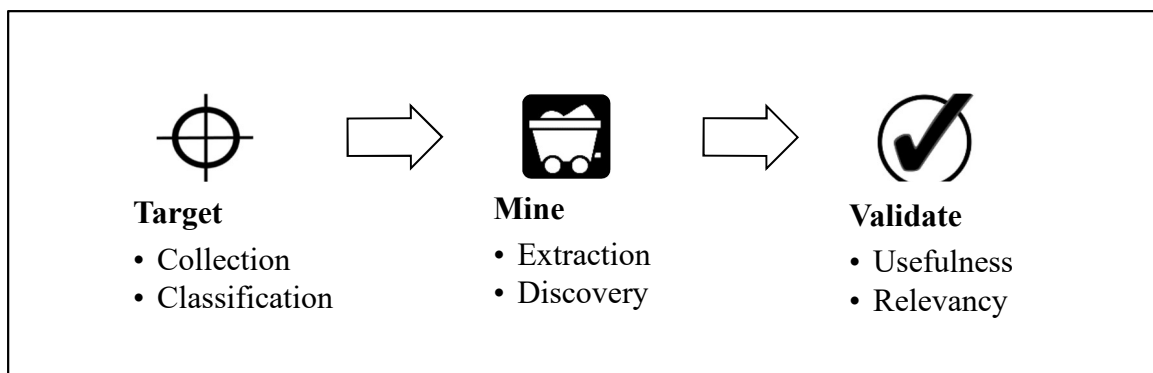 Target
• Collection
• Classification
Mine
• Extraction
• Discovery
Validate
• Usefulness
• Relevancy